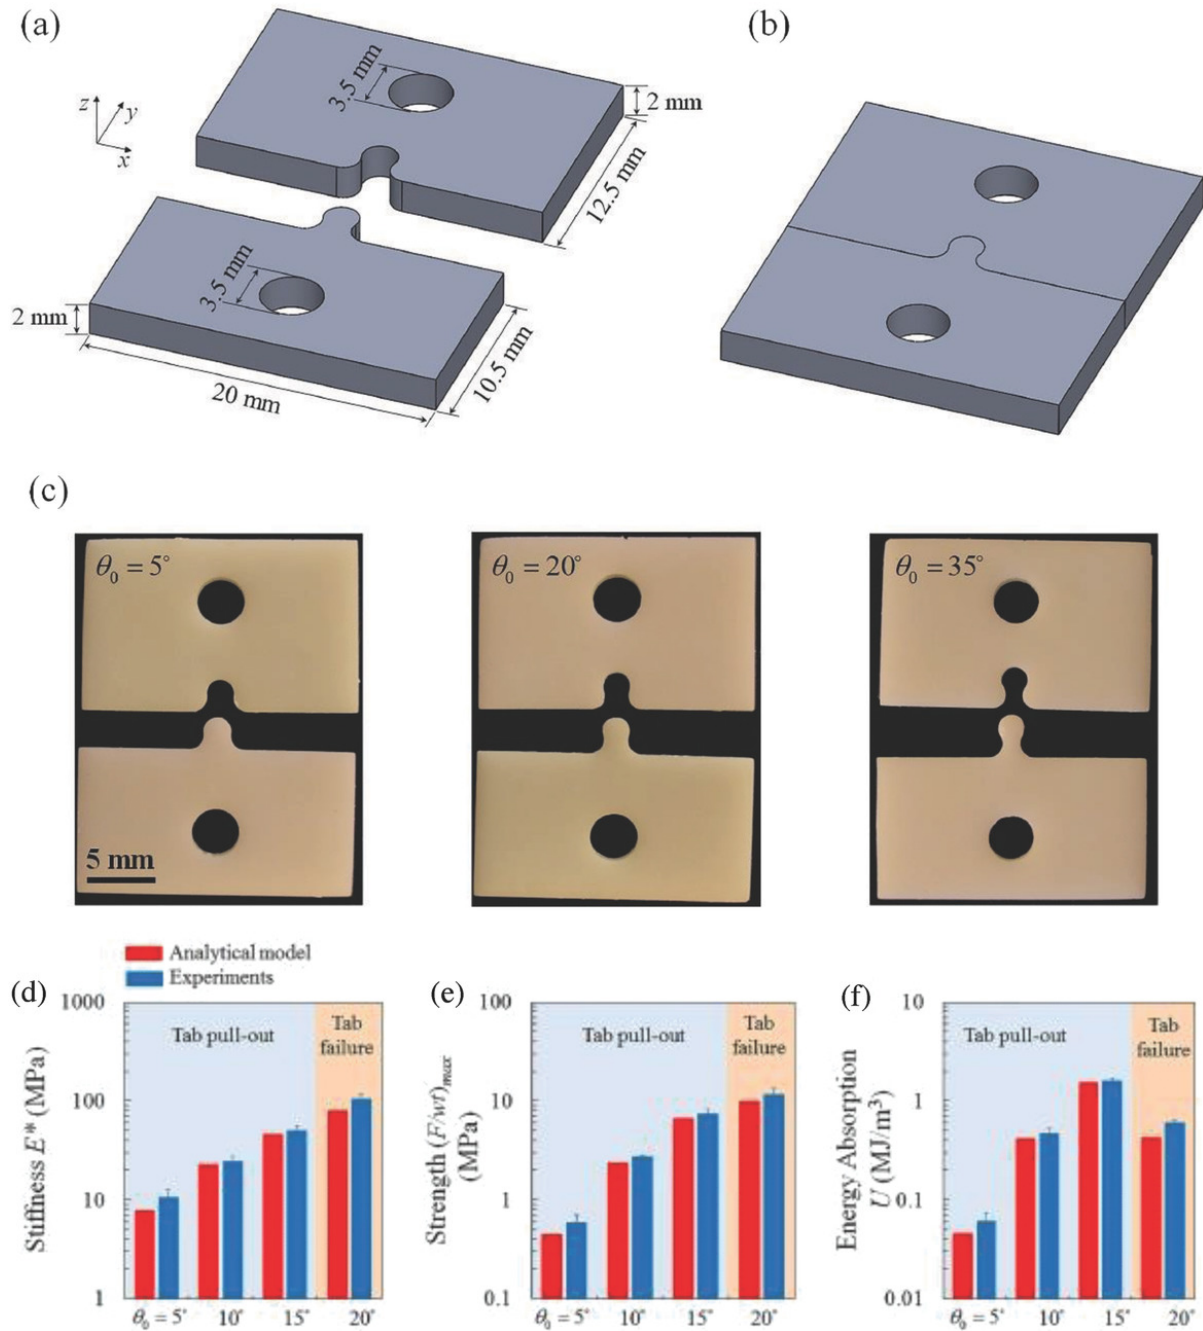 (a)
3.5 mm
2 mm
z
y
x
12.5 mm
3.5 mm
2 mm
20 mm
10.5 mm
(b)
(c)
θ₀ = 5°
5 mm
θ₀ = 20°
θ₀ = 35°
Analytical model
Experiments
(d)
Stiffness E* (MPa)
1000
100
10
1
Tab pull-out
Tab
failure
θ₀ = 5°
10°
15°
20°
(e)
Strength (F/wt)max
(MPa)
100
10
1
0.1
Tab pull-out
Tab
failure
θ₀ = 5°
10°
15°
20°
(f)
Energy Absorption
U (MJ/m³)
10
1
0.1
0.01
Tab pull-out
Tab
failure
θ₀ = 5°
10°
15°
20°